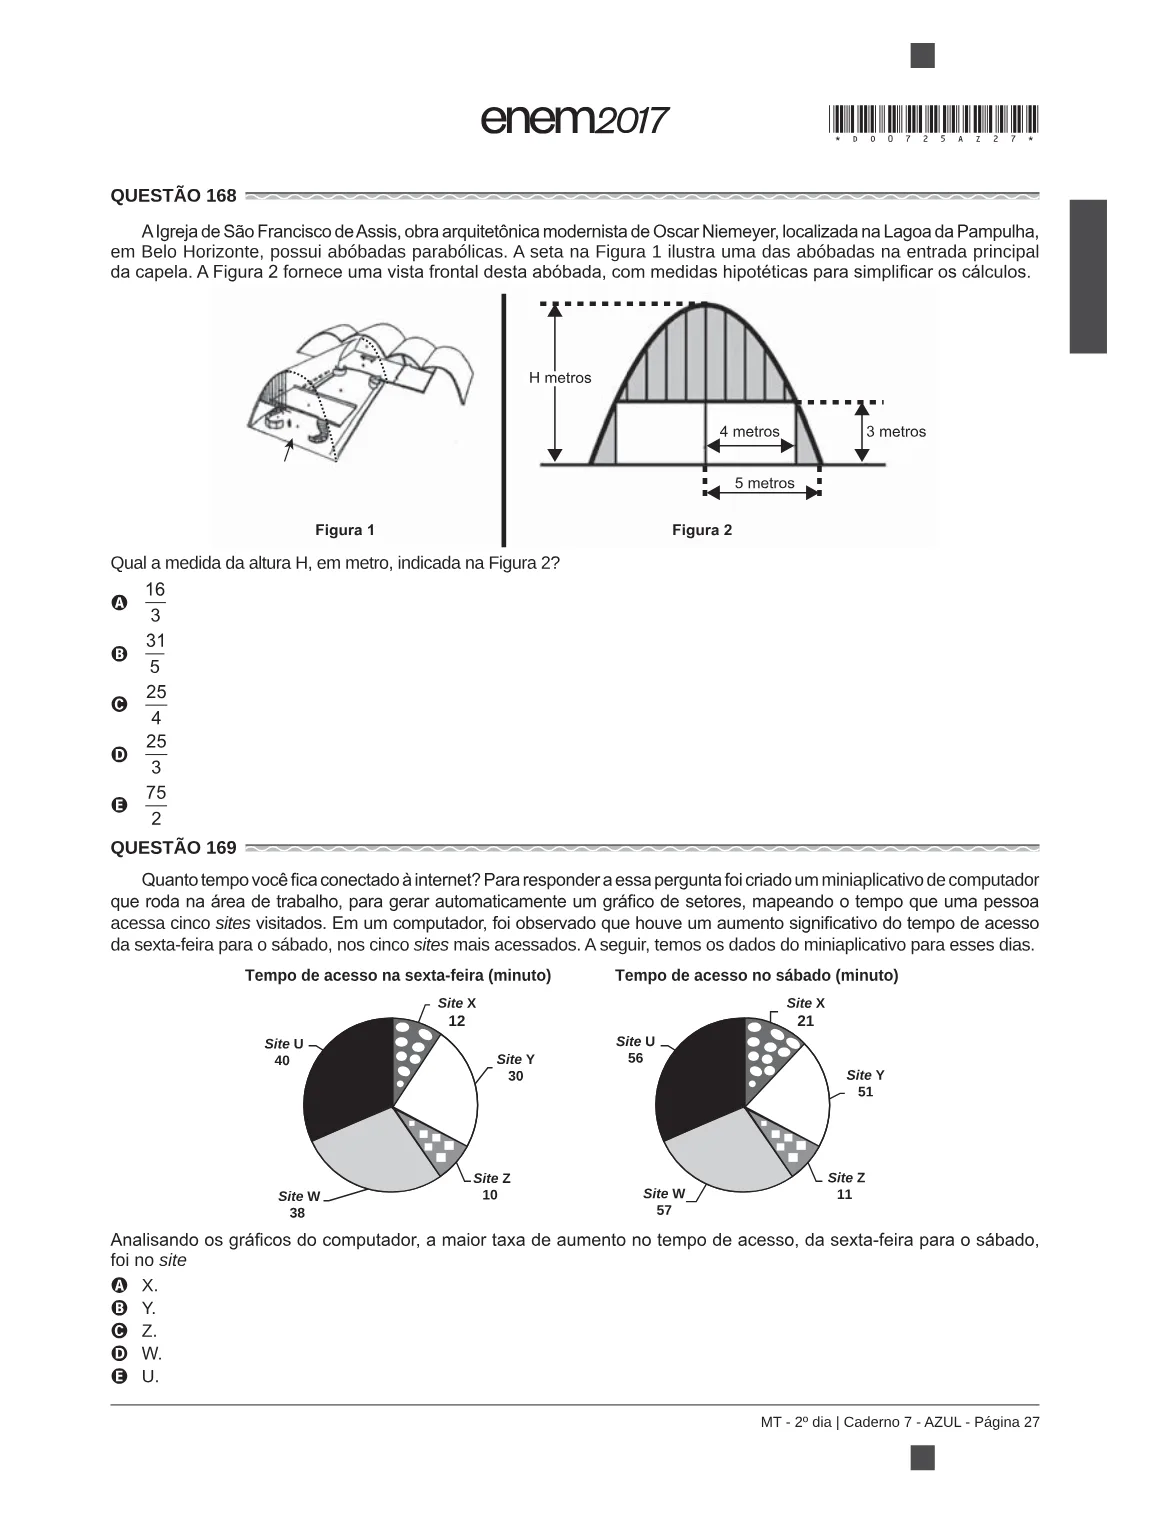 enem2017
*D00725AZ27*
QUESTÃO 168
A Igreja de São Francisco de Assis, obra arquitetônica modernista de Oscar Niemeyer, localizada na Lagoa da Pampulha,
em Belo Horizonte, possui abóbadas parabólicas. A seta na Figura 1 ilustra uma das abóbadas na entrada principal
da capela. A Figura 2 fornece uma vista frontal desta abóbada, com medidas hipotéticas para simplificar os cálculos.
H metros
4 metros
3 metros
5 metros
Figura 1
Figura 2
Qual a medida da altura H, em metro, indicada na Figura 2?
A 16/3
B 31/5
C 25/4
D 25/3
E 75/2
QUESTÃO 169
Quanto tempo você fica conectado à internet? Para responder a essa pergunta foi criado um miniaplicativo de computador
que roda na área de trabalho, para gerar automaticamente um gráfico de setores, mapeando o tempo que uma pessoa
acessa cinco sites visitados. Em um computador, foi observado que houve um aumento significativo do tempo de acesso
da sexta-feira para o sábado, nos cinco sites mais acessados. A seguir, temos os dados do miniaplicativo para esses dias.
Tempo de acesso na sexta-feira (minuto)
Site X
12
Site U
40
Site Y
30
Site Z
10
Site W
38
Tempo de acesso no sábado (minuto)
Site X
21
Site U
56
Site Y
51
Site Z
11
Site W
57
Analisando os gráficos do computador, a maior taxa de aumento no tempo de acesso, da sexta-feira para o sábado,
foi no site
A X.
B Y.
C Z.
D W.
E U.
MT - 2º dia | Caderno 7 - AZUL - Página 27